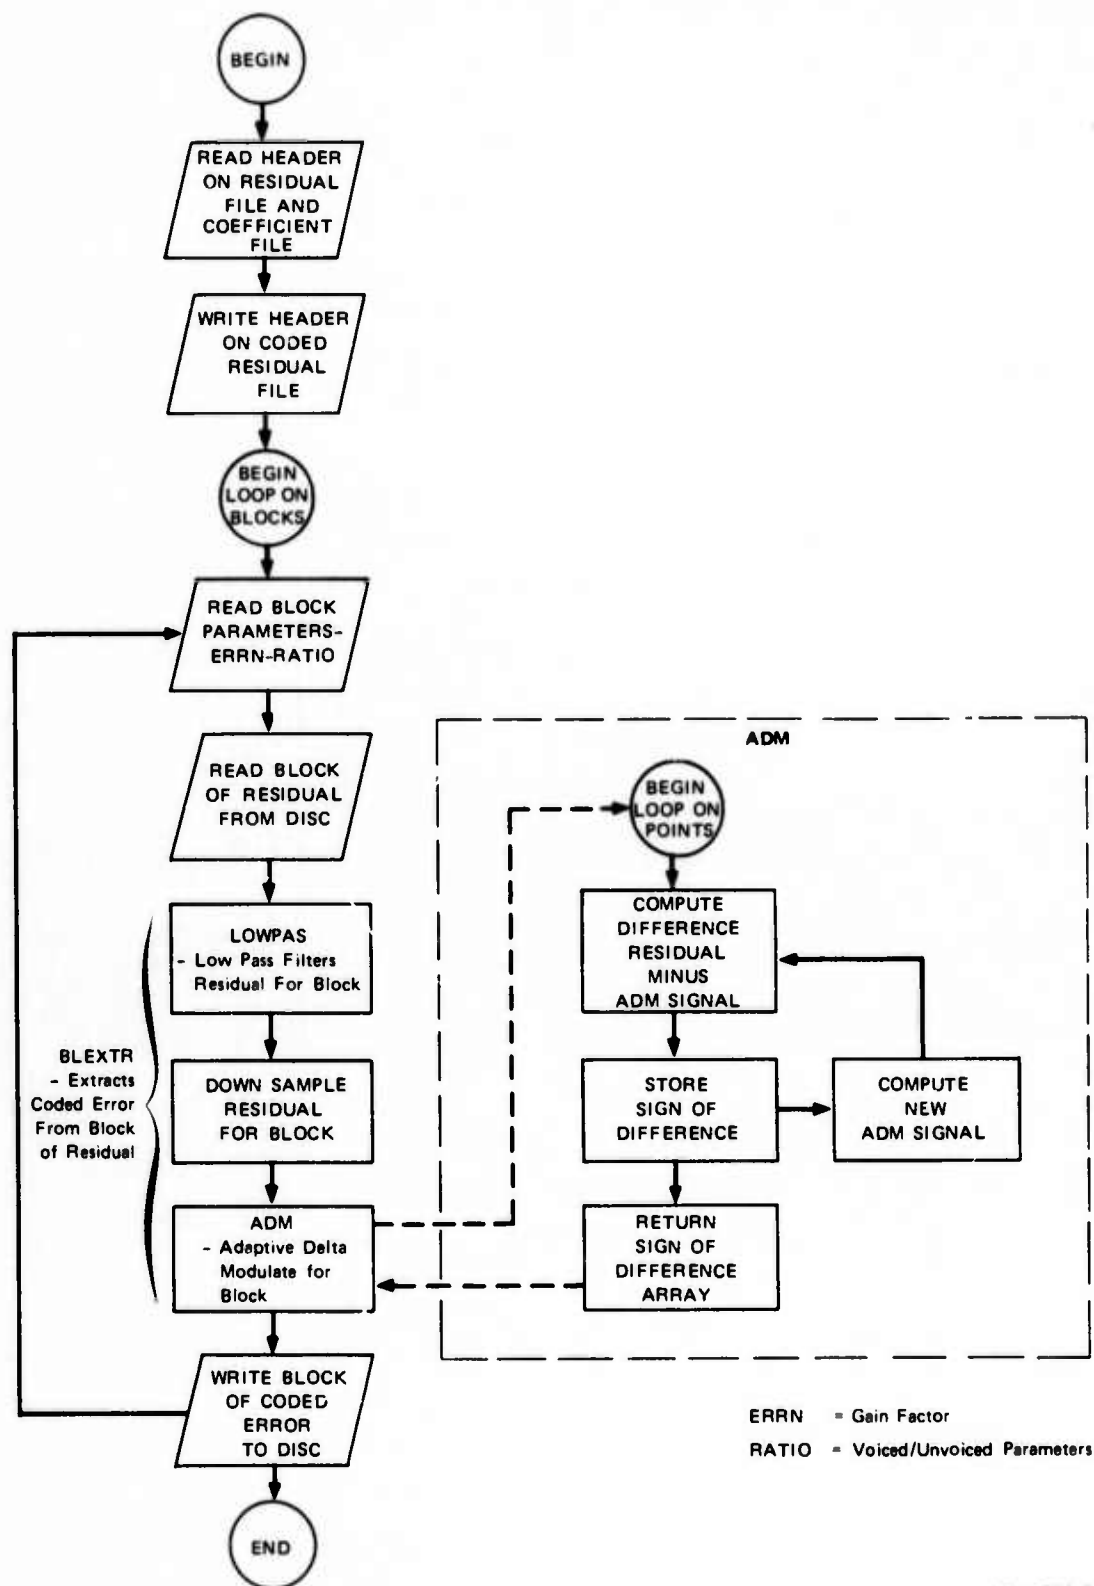 BEGIN
READ HEADER
ON RESIDUAL
FILE AND
COEFFICIENT
FILE
WRITE HEADER
ON CODED
RESIDUAL
FILE
BEGIN
LOOP ON
BLOCKS
READ BLOCK
PARAMETERS-
ERRN-RATIO
READ BLOCK
OF RESIDUAL
FROM DISC
LOWPAS
- Low Pass Filters
Residual For Block
BLEXTR
- Extracts
Coded Error
From Block
of Residual
DOWN SAMPLE
RESIDUAL
FOR BLOCK
ADM
- Adaptive Delta
Modulate for
Block
WRITE BLOCK
OF CODED
ERROR
TO DISC
END
ADM
BEGIN
LOOP ON
POINTS
COMPUTE
DIFFERENCE
RESIDUAL
MINUS
ADM SIGNAL
STORE
SIGN OF
DIFFERENCE
COMPUTE
NEW
ADM SIGNAL
RETURN
SIGN OF
DIFFERENCE
ARRAY
ERRN = Gain Factor
RATIO = Voiced/Unvoiced Parameters